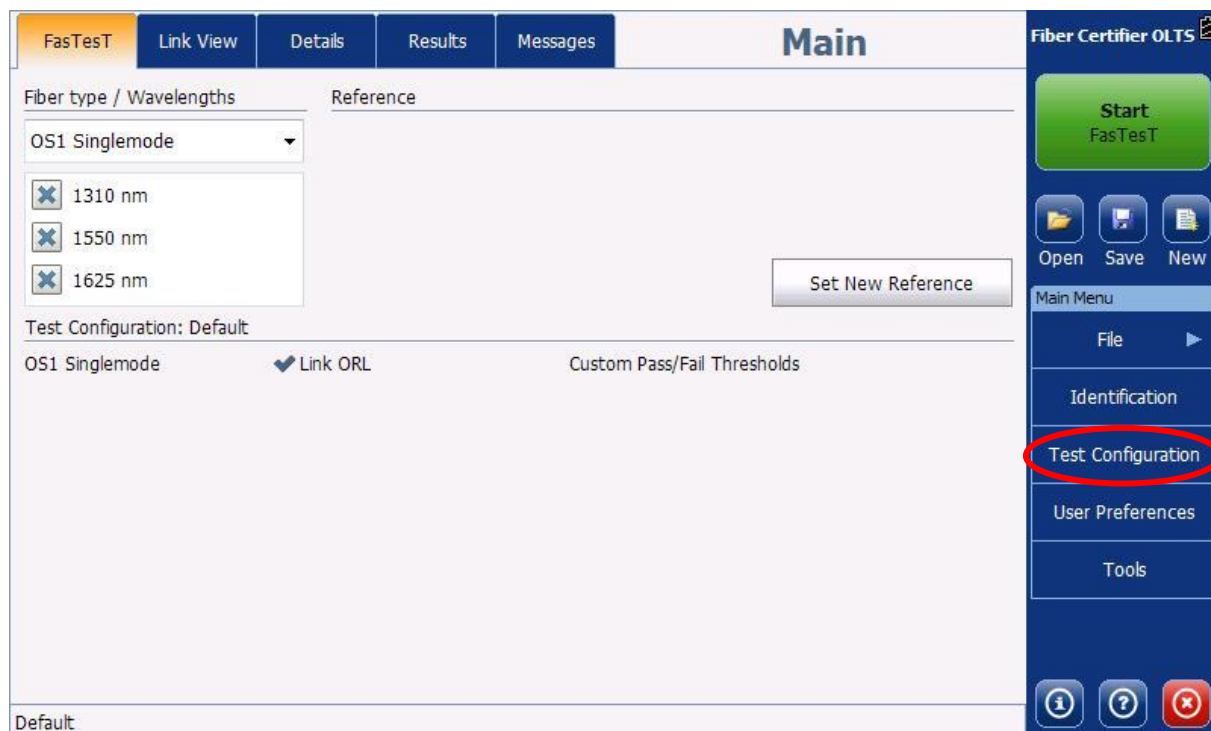 FasTesT
Link View
Details
Results
Messages
Main
Fiber Certifier OLTS
Fiber type / Wavelengths
Reference
OS1 Singlemode
1310 nm
1550 nm
1625 nm
Set New Reference
Test Configuration: Default
OS1 Singlemode
Link ORL
Custom Pass/Fail Thresholds
Default
Start
FasTesT
Open
Save
New
Main Menu
File
Identification
Test Configuration
User Preferences
Tools